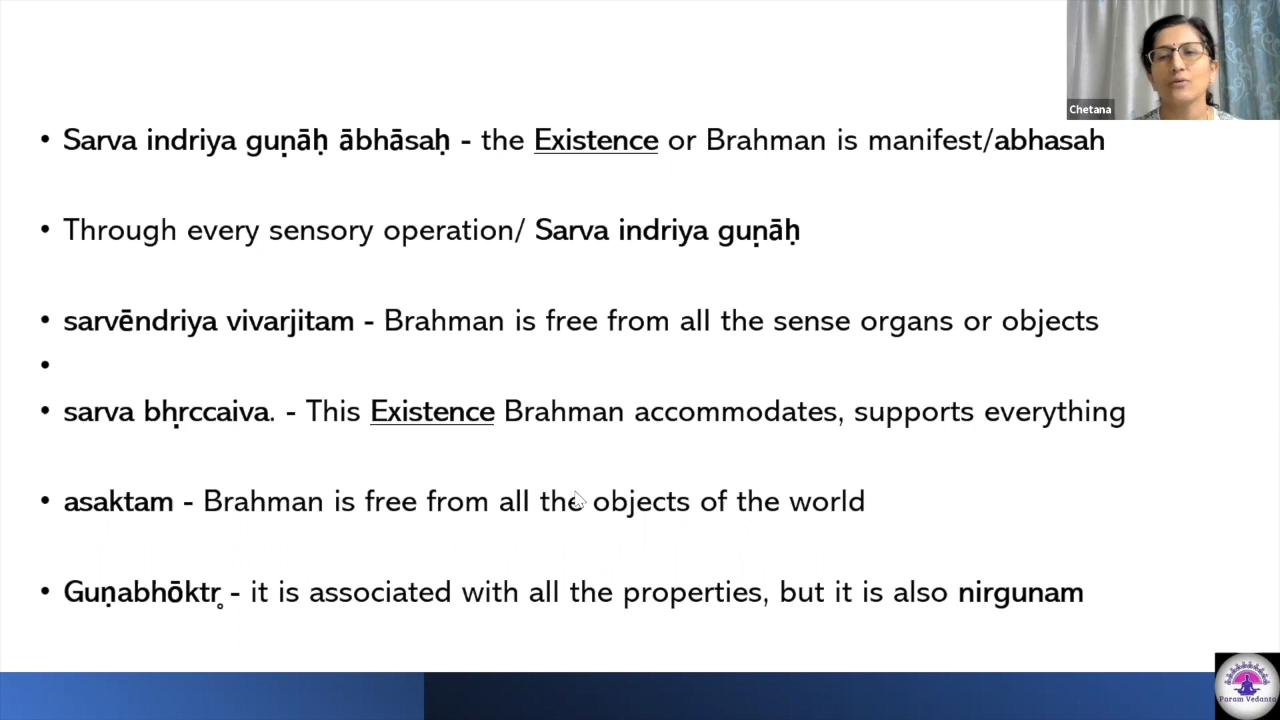 Chetana
• Sarva indriya guṇāḥ ābhāsaḥ - the Existence or Brahman is manifest/abhasah
• Through every sensory operation/ Sarva indriya guṇāḥ
• sarvēndriya vivarjitam - Brahman is free from all the sense organs or objects
•
• sarva bhṛccaiva. - This Existence Brahman accommodates, supports everything
• asaktam - Brahman is free from all the objects of the world
• Guṇabhōktr̥ - it is associated with all the properties, but it is also nirgunam
Param Vedanta